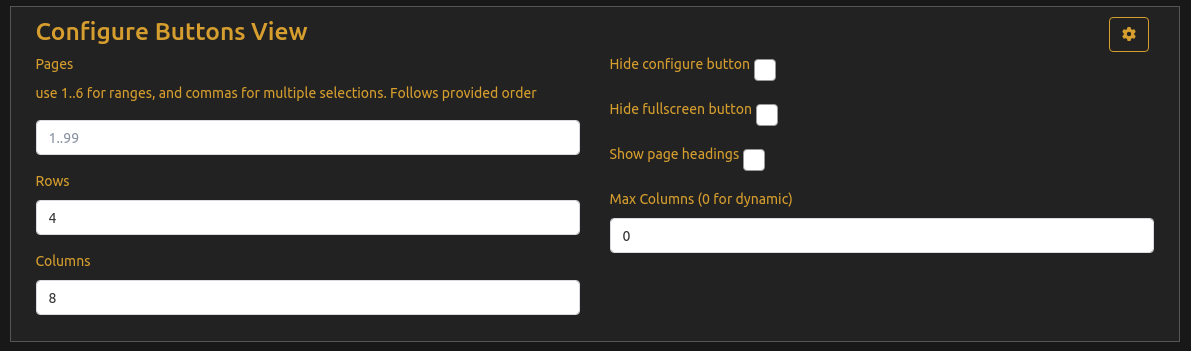 Configure Buttons View
Pages
use 1..6 for ranges, and commas for multiple selections. Follows provided order
1..99
Rows
4
Columns
8
Hide configure button
Hide fullscreen button
Show page headings
Max Columns (0 for dynamic)
0